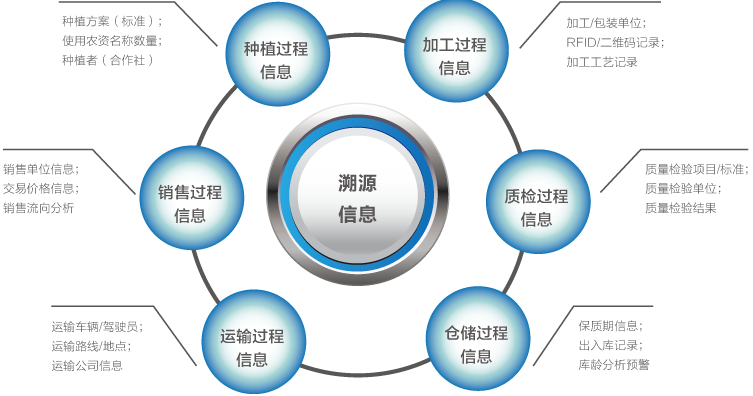 种植方案（标准）;
使用农资名称数量;
种植者（合作社）
种植过程
信息
加工过程
信息
加工/包装单位;
RFID/二维码记录;
加工工艺记录
销售单位信息;
交易价格信息;
销售流向分析
销售过程
信息
溯源
信息
质检过程
信息
质量检验项目/标准;
质量检验单位;
质量检验结果
运输车辆/驾驶员;
运输路线/地点;
运输公司信息
运输过程
信息
仓储过程
信息
保质期信息;
出入库记录;
库龄分析预警